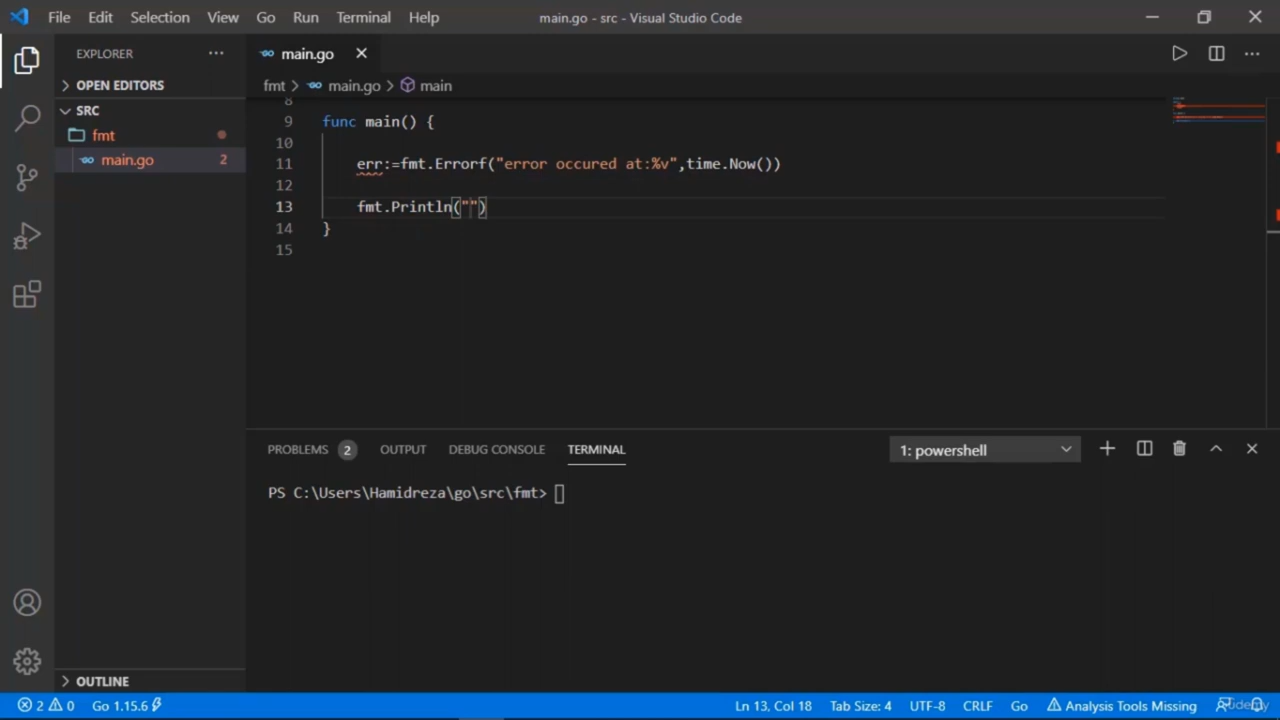 File Edit Selection View Go Run Terminal Help
main.go - src - Visual Studio Code
EXPLORER
OPEN EDITORS
SRC
fmt
main.go 2
main.go
fmt > main.go > main
8
9 func main() {
10
11 err:=fmt.Errorf("error occured at:%v",time.Now())
12
13 fmt.Println("")
14 }
15
PROBLEMS 2 OUTPUT DEBUG CONSOLE TERMINAL
1: powershell
PS C:\Users\Hamidreza\go\src\fmt>
OUTLINE
2 0 Go 1.15.6
Ln 13, Col 18 Tab Size: 4 UTF-8 CRLF Go Analysis Tools Missing
Udemy